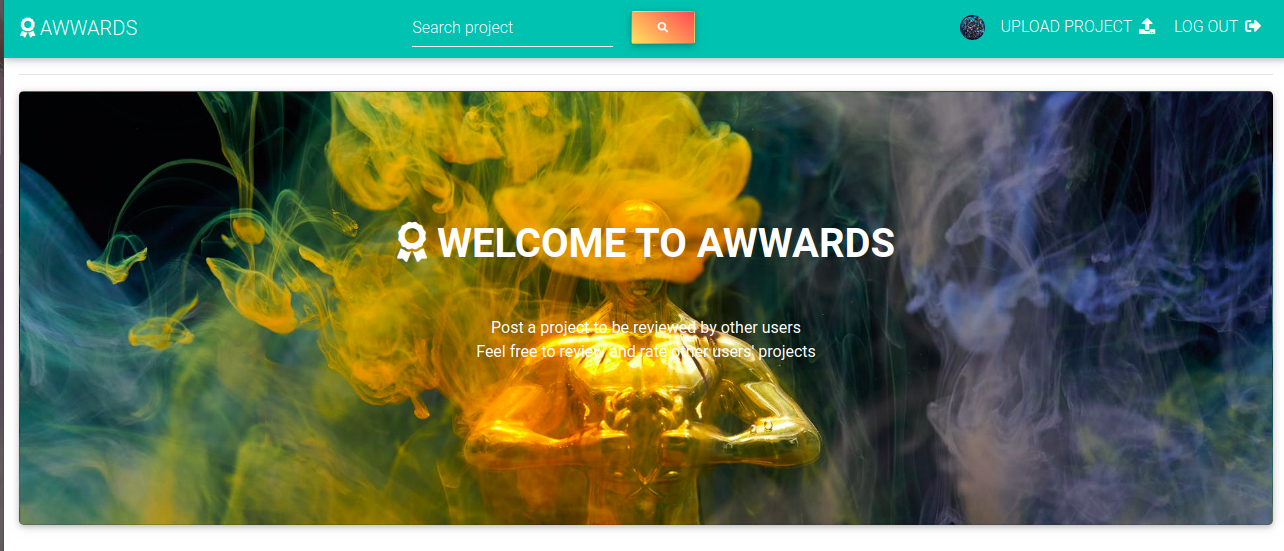 AWWARDS
Search project
UPLOAD PROJECT
LOG OUT
WELCOME TO AWWARDS
Post a project to be reviewed by other users
Feel free to review and rate other users' projects